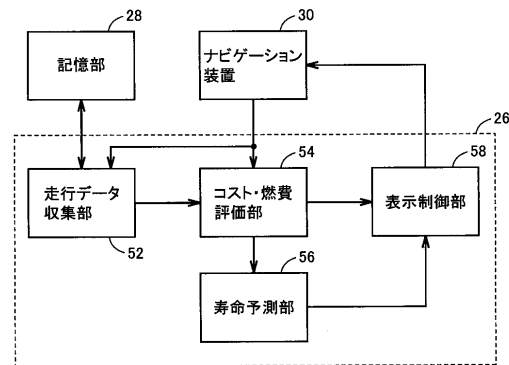 28
記憶部
30
ナビゲーション
装置
26
走行データ
収集部
52
54
コスト・燃費
評価部
58
表示制御部
56
寿命予測部